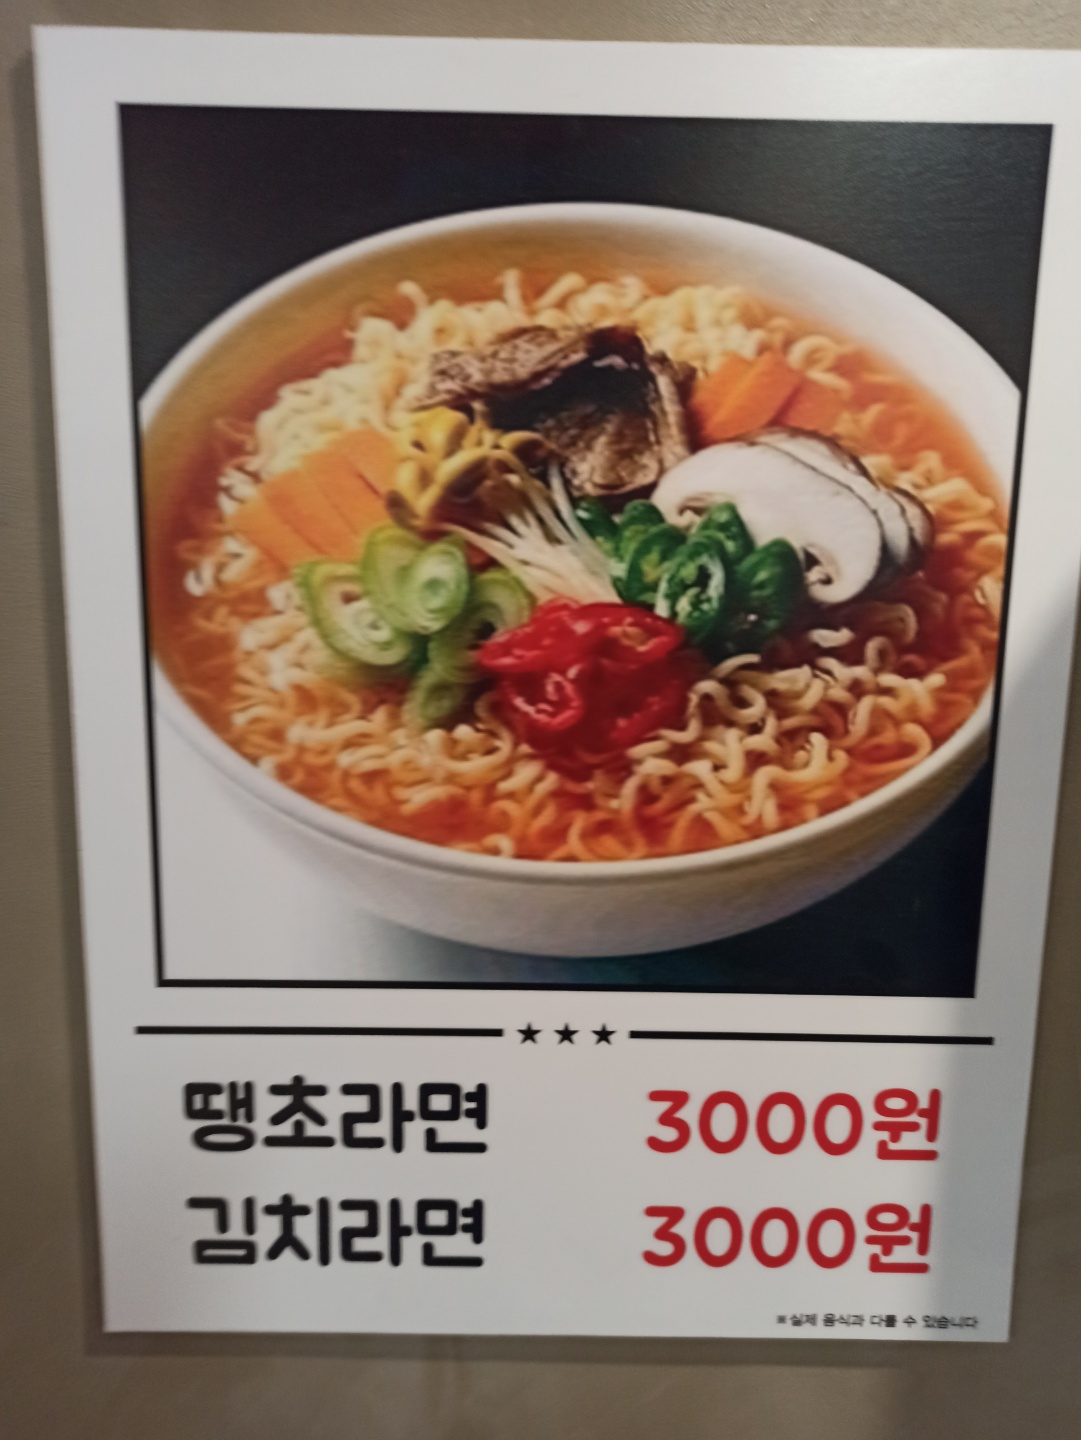 ★★★
땡초라면 3000원
김치라면 3000원
※실제 음식과 다를 수 있습니다